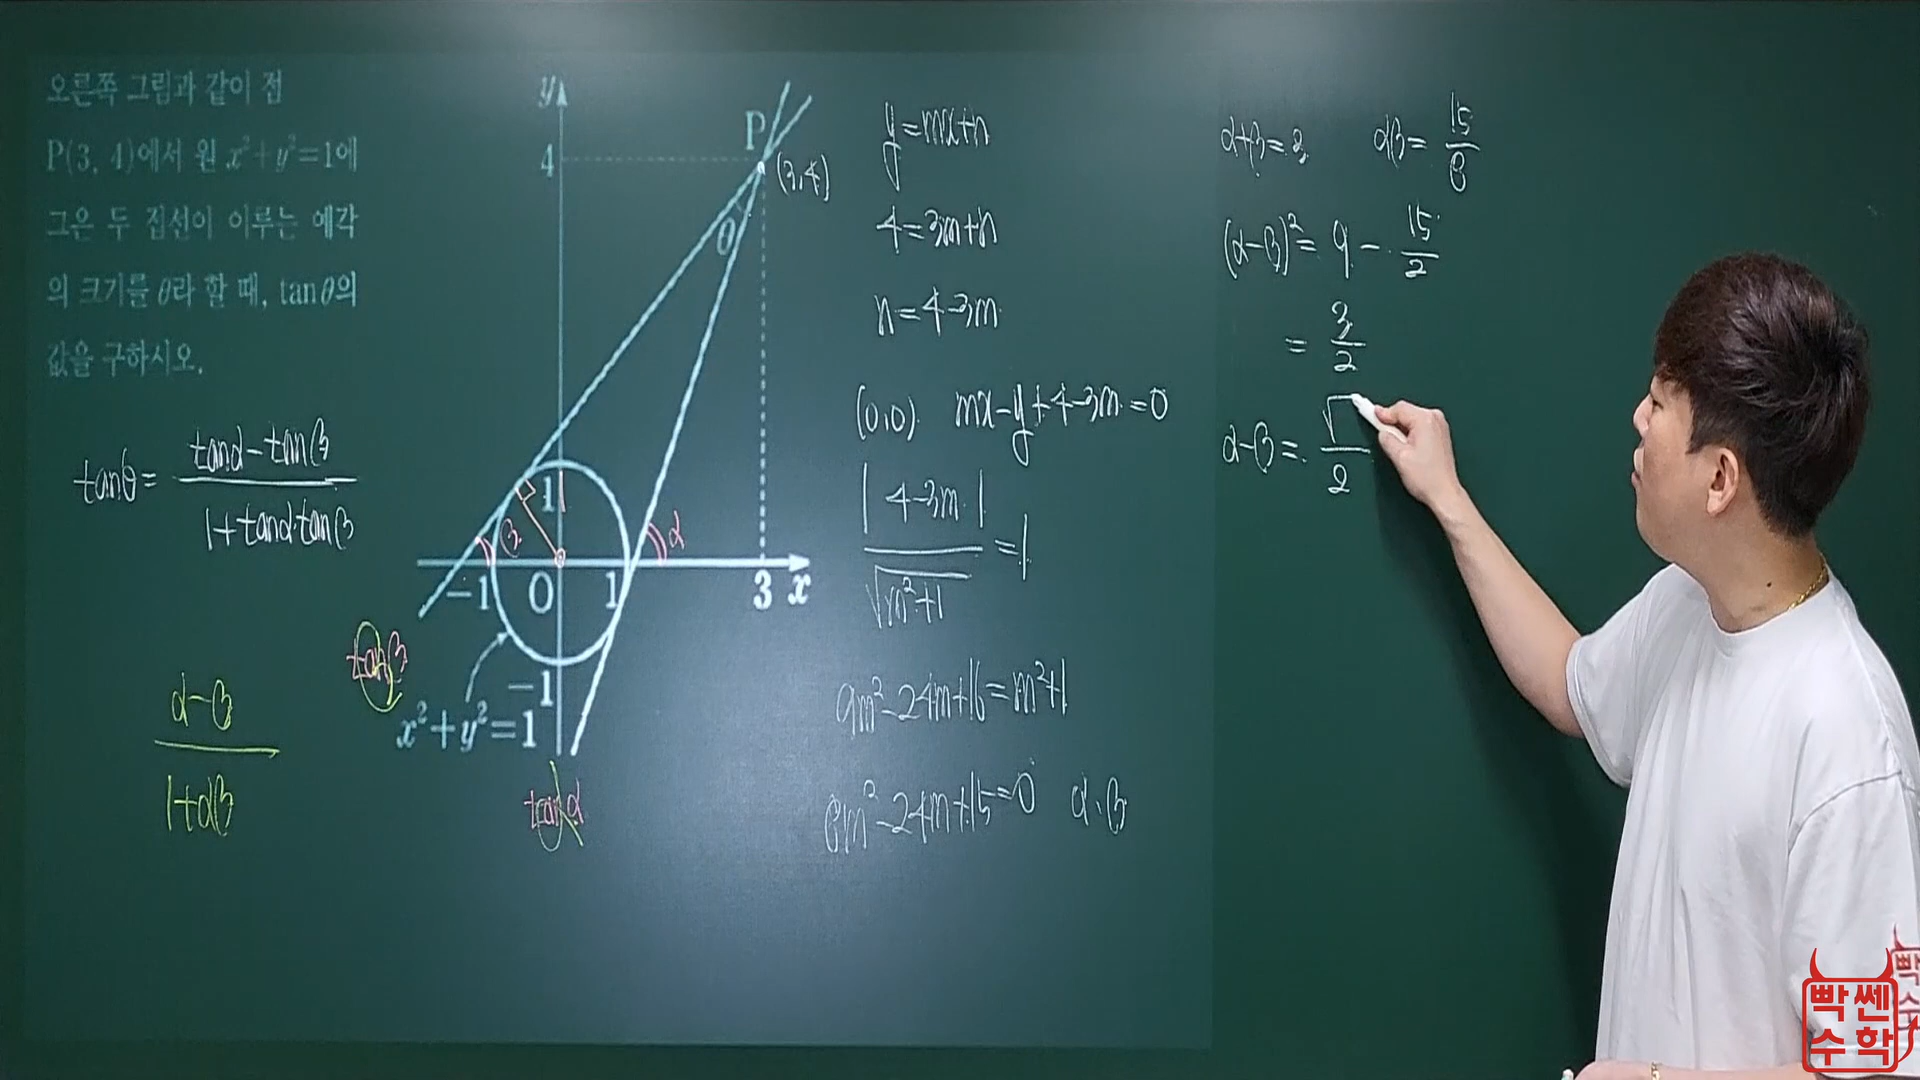 오른쪽 그림과 같이 점
P(3, 4)에서 원 x²+y²=1에
그은 두 접선이 이루는 예각
의 크기를 θ라 할 때, tanθ의
값을 구하시오.
tanθ = (tanα-tanβ)/(1+tanα·tanβ)
(α-β)/(1+αβ)
y
P
4
(3,4)
θ
1
β
α
-1
O
1
3
x
-1
x²+y²=1
tanβ
tanα
y=mx+n
4=3m+n
n=4-3m
(0,0) mx-y+4-3m=0
|4-3m|/√(m²+1) =1
9m²-24m+16=m²+1
8m²-24m+15=0 α.β
α+β=3 αβ=15/8
(α-β)²=9-15/2
=3/2
α-β=√/2
빡쎈
수학